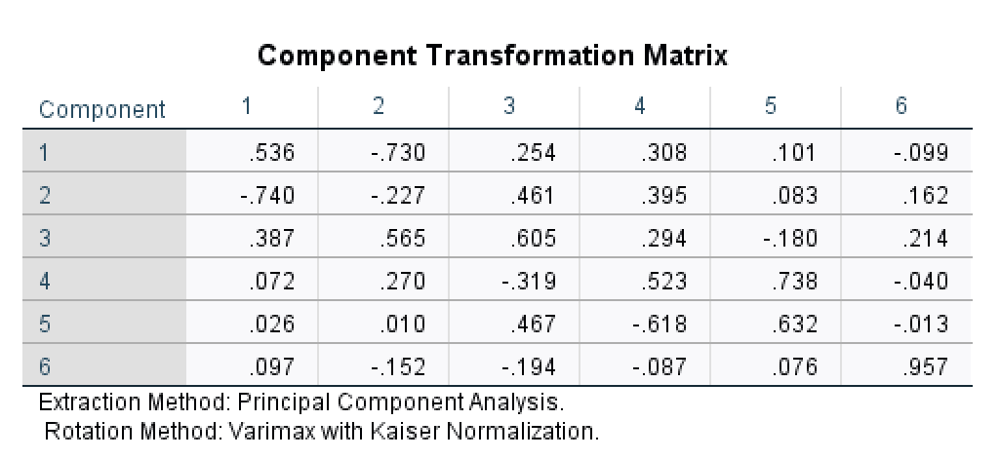 Component Transformation Matrix
Component 1 2 3 4 5 6
1 .536 -.730 .254 .308 .101 -.099
2 -.740 -.227 .461 .395 .083 .162
3 .387 .565 .605 .294 -.180 .214
4 .072 .270 -.319 .523 .738 -.040
5 .026 .010 .467 -.618 .632 -.013
6 .097 -.152 -.194 -.087 .076 .957
Extraction Method: Principal Component Analysis.
Rotation Method: Varimax with Kaiser Normalization.